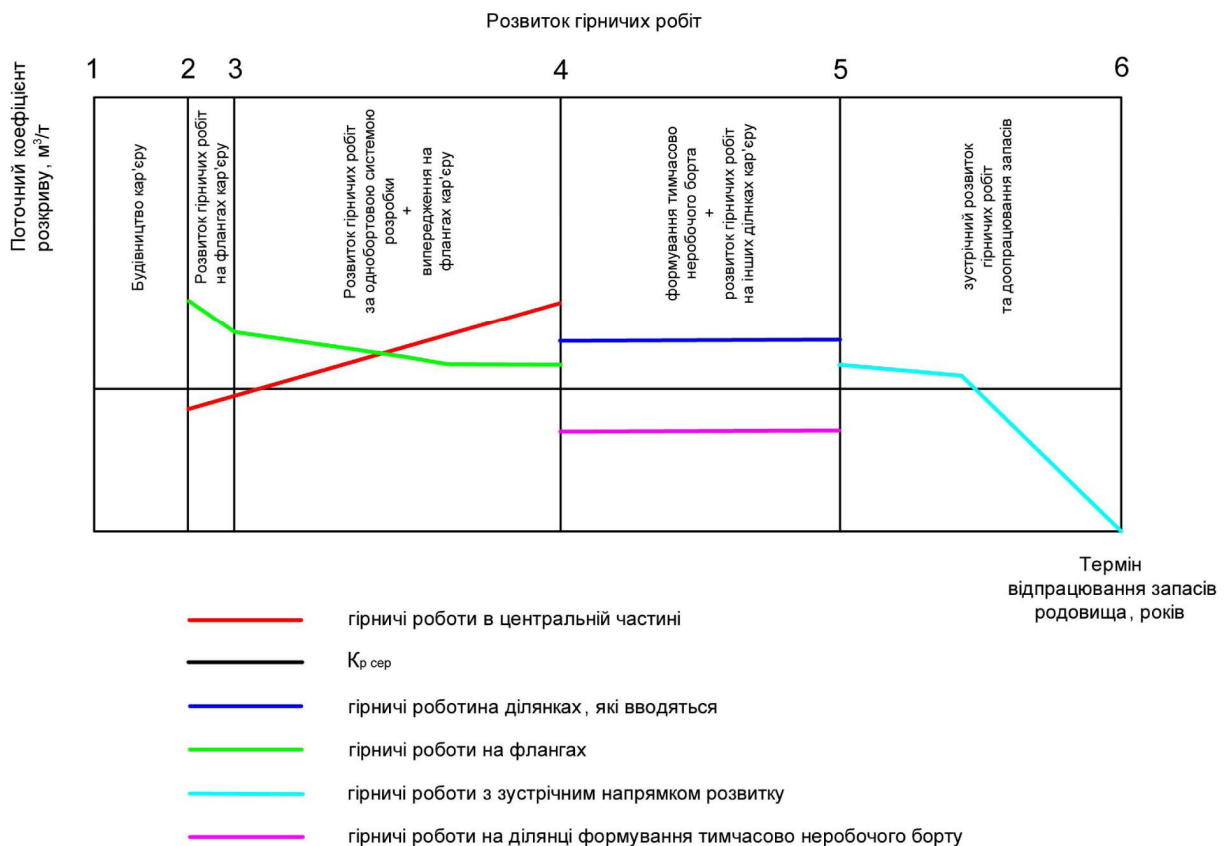 Розвиток гірничих робіт
1 2 3 4 5 6
Поточний коефіцієнт
розкриву, м³/т
Будівництво кар'єру
Розвиток гірничих робіт
на флангах кар'єру
Розвиток гірничих робіт
за однобортовою системою
розробки
+
випередження на
флангах кар'єру
формування тимчасово
неробочого борта
+
розвиток гірничих робіт
на інших ділнках кар'єру
зустрічний розвиток
гірничих робіт
та доопрацювання запасів
Термін
відпрацювання запасів
родовища, років
гірничі роботи в центральній частині
Кр сер
гірничі роботина ділянках, які вводяться
гірничі роботи на флангах
гірничі роботи з зустрічним напрямком розвитку
гірничі роботи на ділянці формування тимчасово неробочого борту